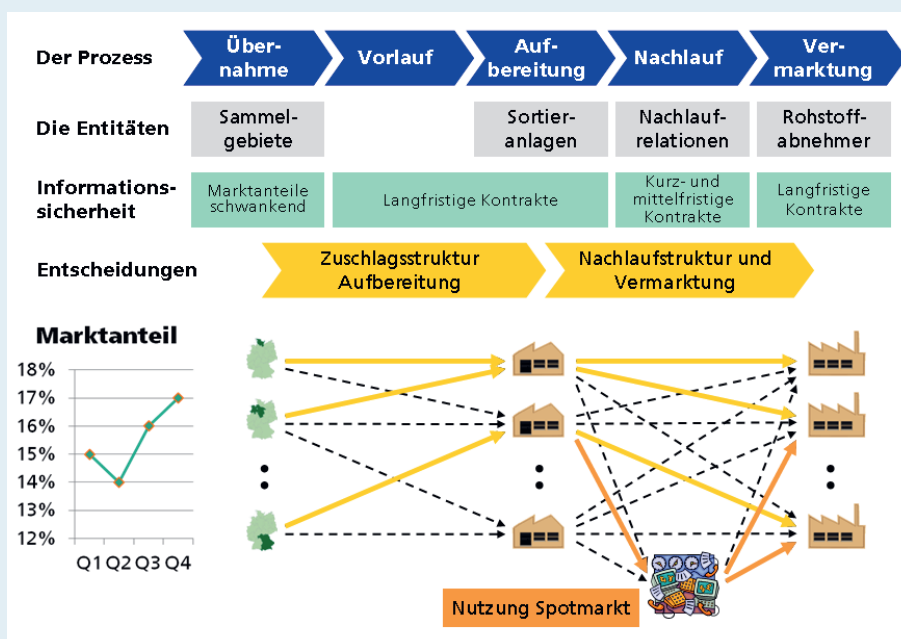 Der Prozess
Über-
nahme
Vorlauf
Auf-
bereitung
Nachlauf
Ver-
marktung
Die Entitäten
Sammel-
gebiete
Sortier-
anlagen
Nachlauf-
relationen
Rohstoff-
abnehmer
Informations-
sicherheit
Marktanteile
schwankend
Langfristige Kontrakte
Kurz- und
mittelfristige
Kontrakte
Langfristige
Kontrakte
Entscheidungen
Zuschlagsstruktur
Aufbereitung
Nachlaufstruktur und
Vermarktung
Marktanteil
18%
17%
16%
15%
14%
13%
12%
Q1 Q2 Q3 Q4
Nutzung Spotmarkt